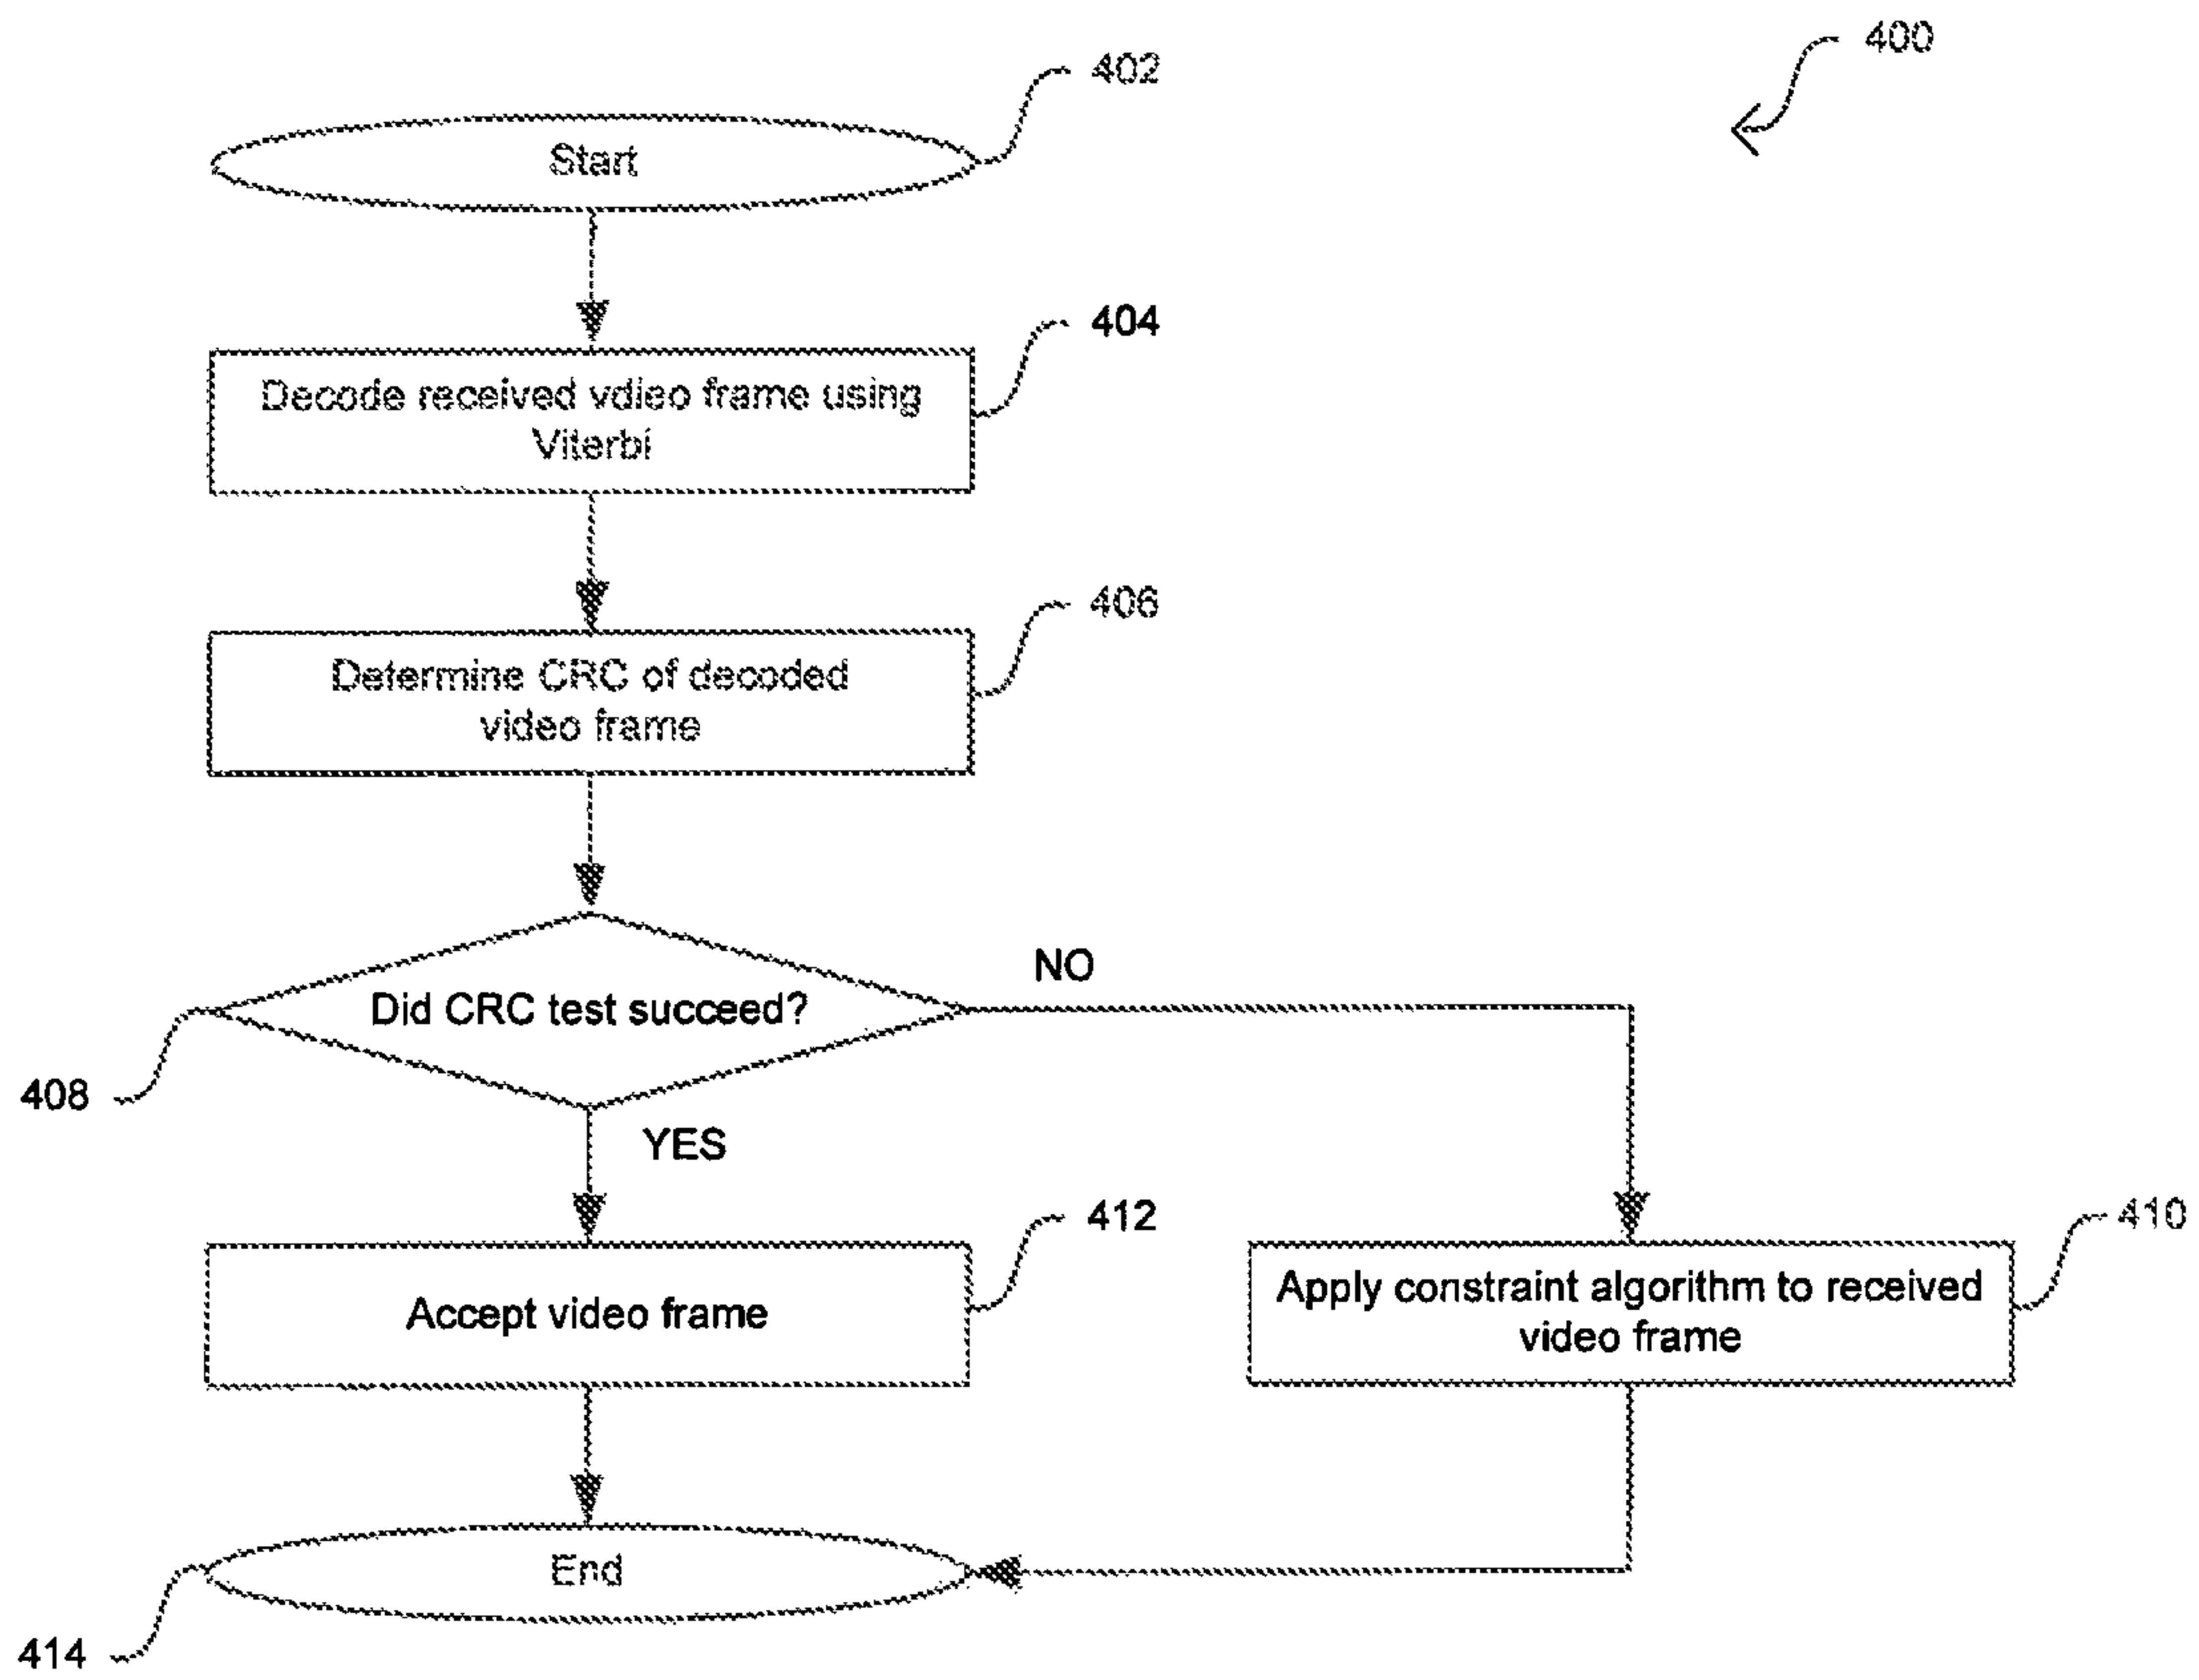 400
402
Start
404
Decode received vdieo frame using
Viterbi
406
Determine CRC of decoded
video frame
NO
Did CRC test succeed?
408
YES
412
410
Accept video frame
Apply constraint algorithm to received
video frame
End
414